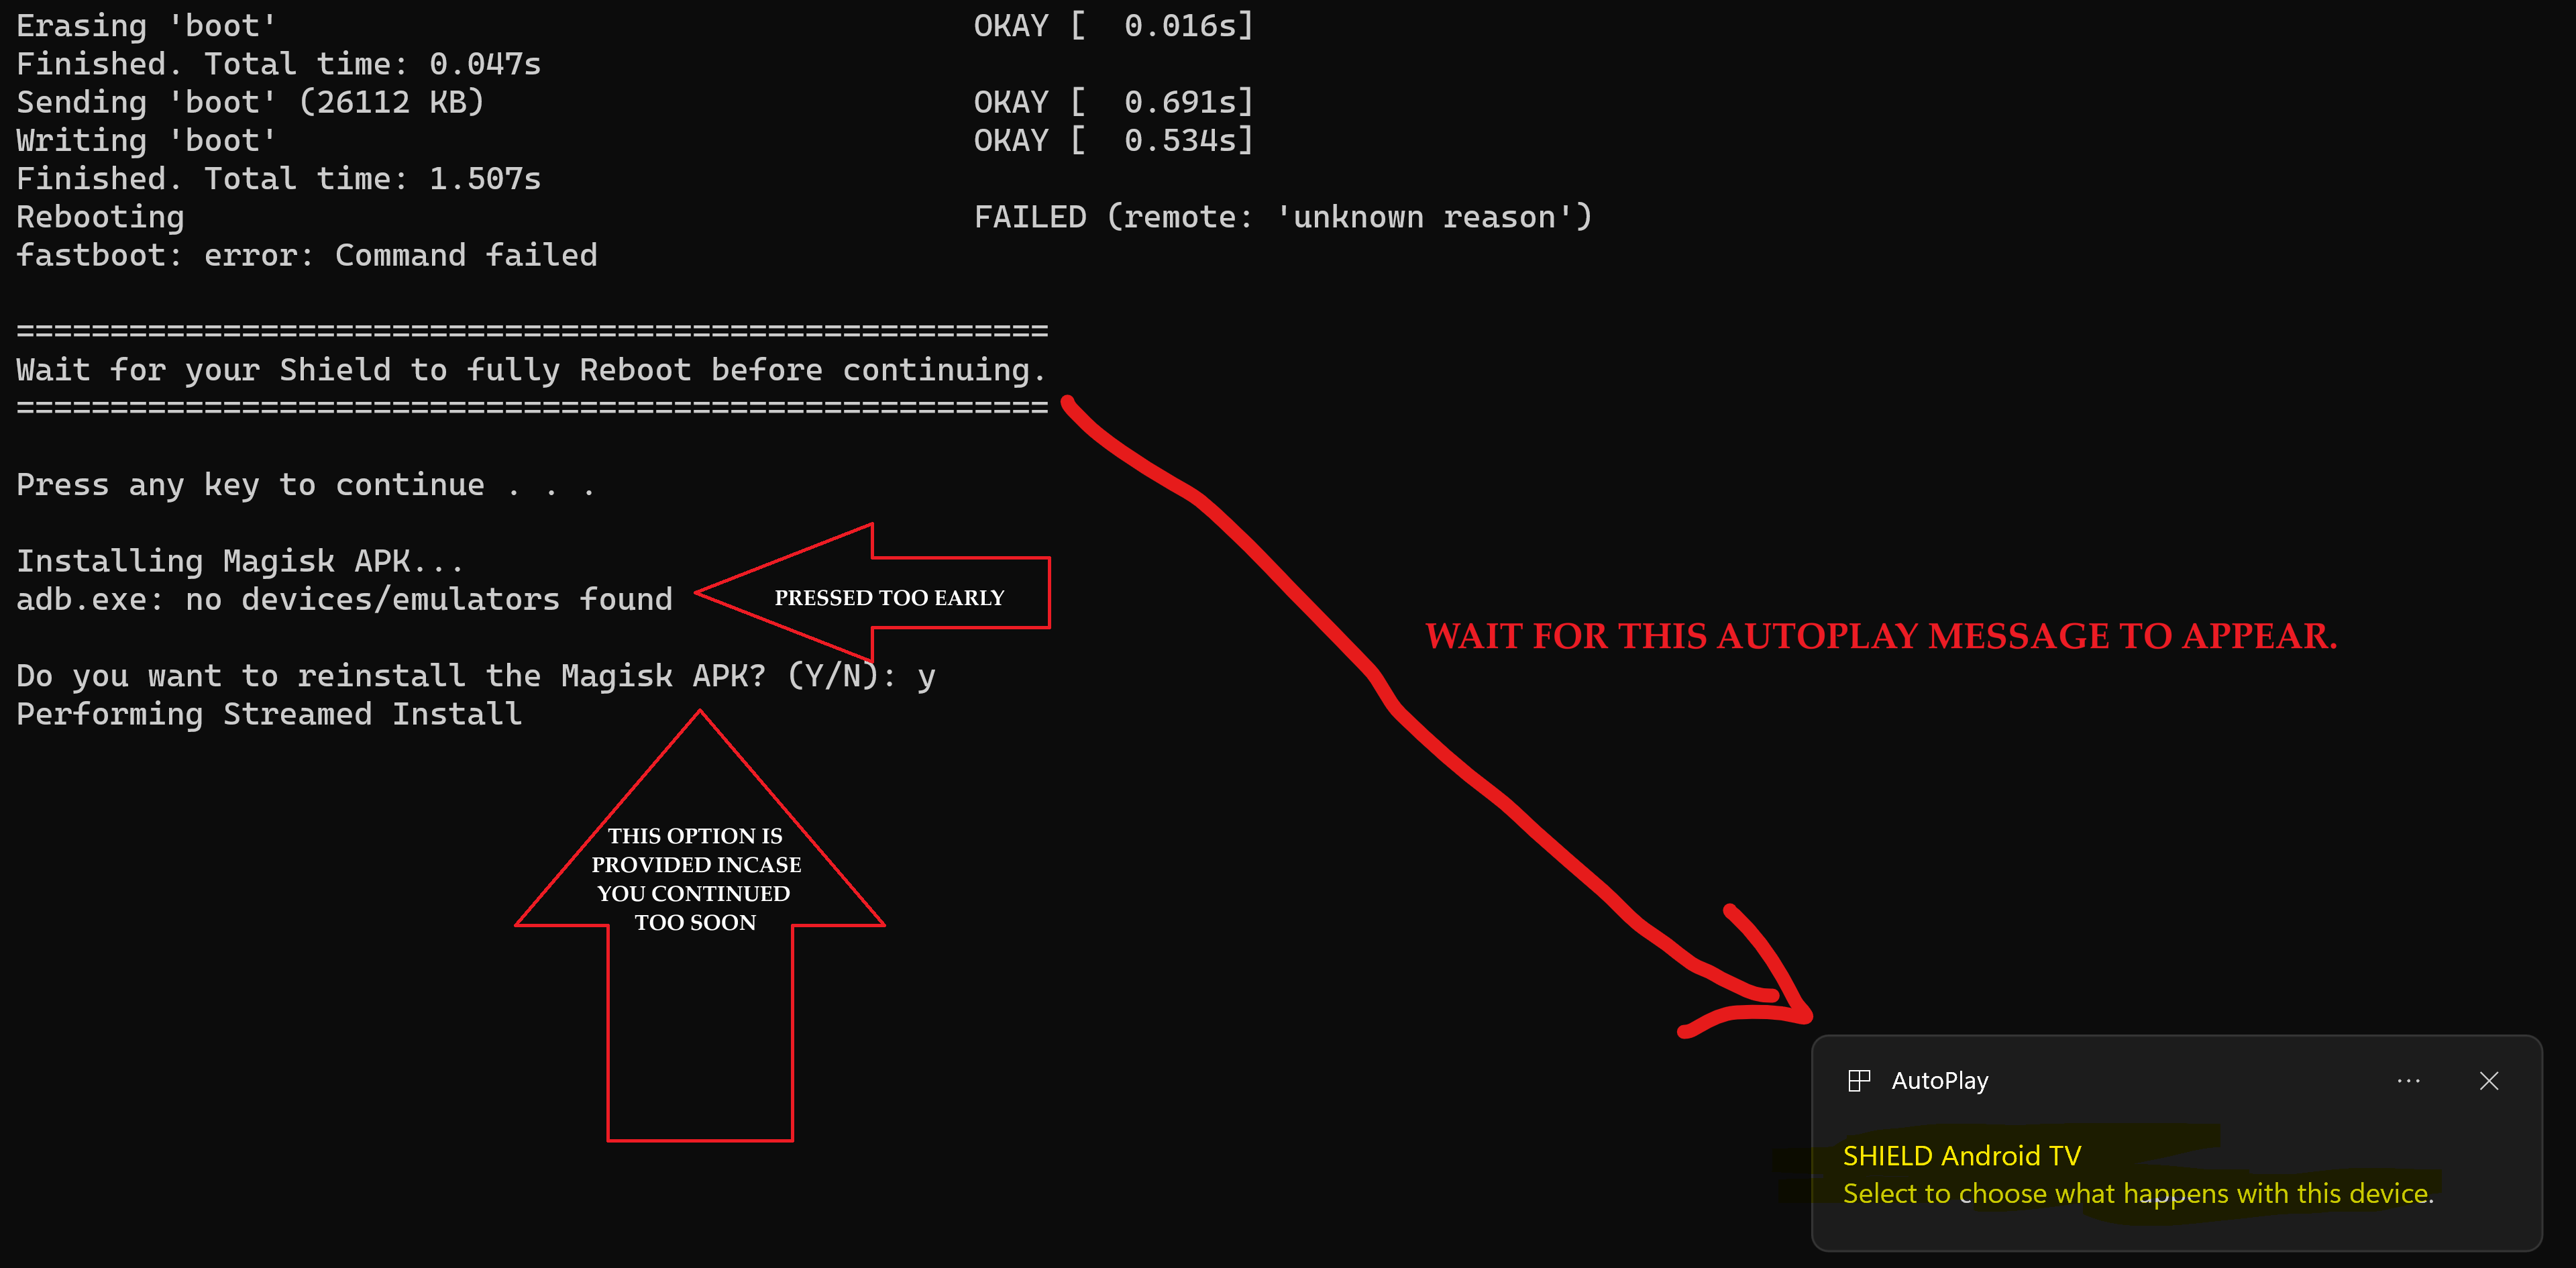 Erasing 'boot' OKAY [  0.016s]
Finished. Total time: 0.047s
Sending 'boot' (26112 KB) OKAY [  0.691s]
Writing 'boot' OKAY [  0.534s]
Finished. Total time: 1.507s
Rebooting FAILED (remote: 'unknown reason')
fastboot: error: Command failed
=======================================================
Wait for your Shield to fully Reboot before continuing.
=======================================================
Press any key to continue . . .
Installing Magisk APK...
adb.exe: no devices/emulators found
PRESSED TOO EARLY
Do you want to reinstall the Magisk APK? (Y/N): y
Performing Streamed Install
THIS OPTION IS
PROVIDED INCASE
YOU CONTINUED
TOO SOON
WAIT FOR THIS AUTOPLAY MESSAGE TO APPEAR.
AutoPlay
SHIELD Android TV
Select to choose what happens with this device.